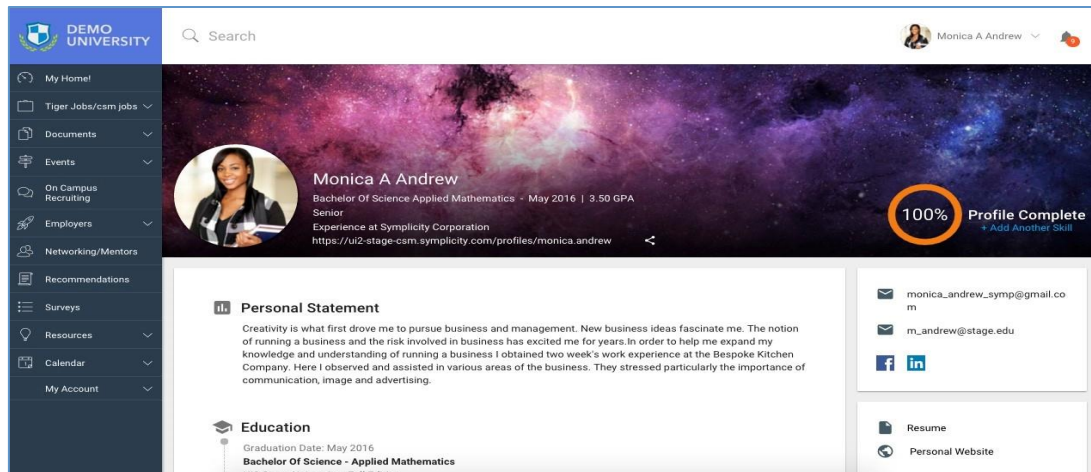 DEMO
UNIVERSITY
Search
Monica A Andrew
9
My Home!
Tiger Jobs/csm jobs
Documents
Events
On Campus
Recruiting
Employers
Networking/Mentors
Recommendations
Surveys
Resources
Calendar
My Account
Monica A Andrew
Bachelor Of Science Applied Mathematics - May 2016 | 3.50 GPA
Senior
Experience at Symplicity Corporation
https://ui2-stage-csm.symplicity.com/profiles/monica.andrew
100%
Profile Complete
+ Add Another Skill
Personal Statement
Creativity is what first drove me to pursue business and management. New business ideas fascinate me. The notion
of running a business and the risk involved in business has excited me for years.In order to help me expand my
knowledge and understanding of running a business I obtained two week's work experience at the Bespoke Kitchen
Company. Here I observed and assisted in various areas of the business. They stressed particularly the importance of
communication, image and advertising.
Education
Graduation Date: May 2016
Bachelor Of Science - Applied Mathematics
monica_andrew_symp@gmail.co
m
m_andrew@stage.edu
f
in
Resume
Personal Website